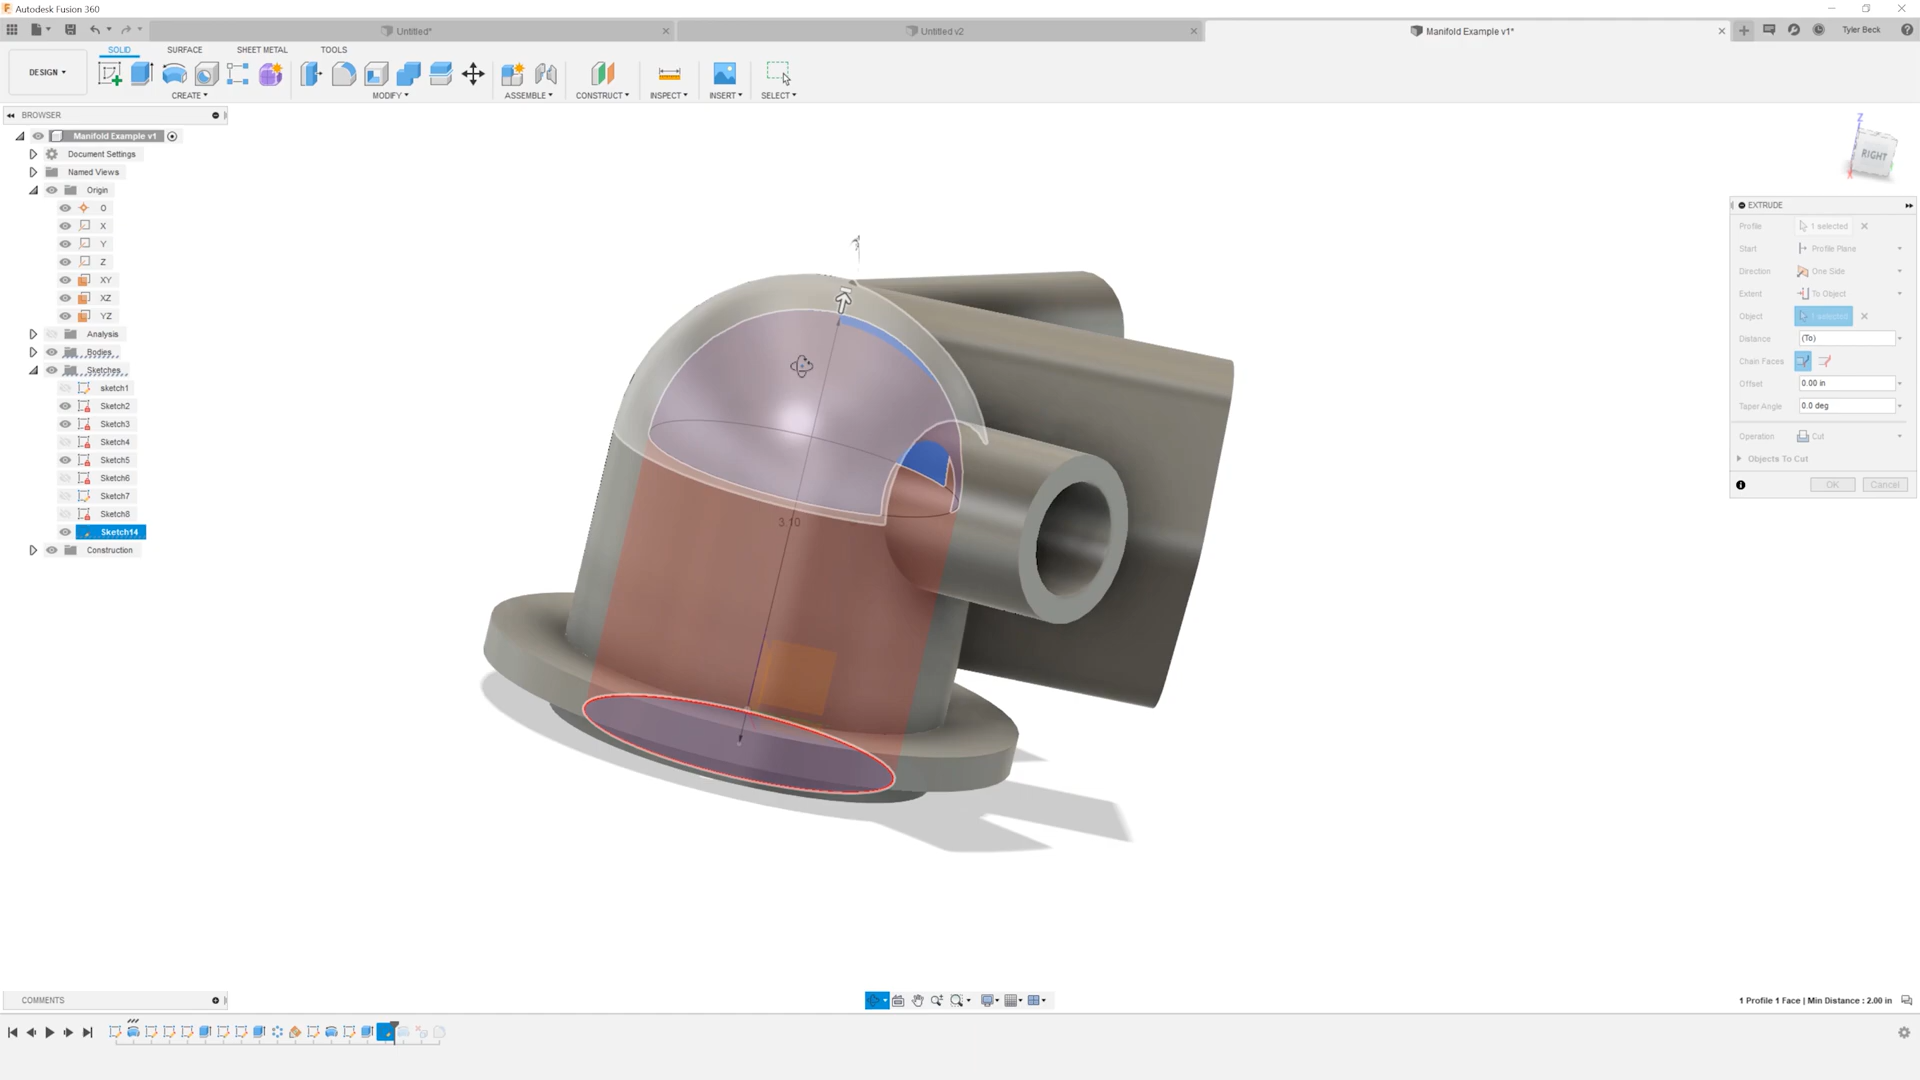 Autodesk Fusion 360
Untitled*
Untitled v2
Manifold Example v1*
Tyler Beck
DESIGN
SOLID
SURFACE
SHEET METAL
TOOLS
CREATE
MODIFY
ASSEMBLE
CONSTRUCT
INSPECT
INSERT
SELECT
BROWSER
Manifold Example v1
Document Settings
Named Views
Origin
O
X
Y
Z
XY
XZ
YZ
Analysis
Bodies
Sketches
sketch1
Sketch2
Sketch3
Sketch4
Sketch5
Sketch6
Sketch7
Sketch8
Sketch14
Construction
Z
RIGHT
X
3.10
EXTRUDE
Profile 1 selected
Start Profile Plane
Direction One Side
Extent To Object
Object 1 selected
Distance (To)
Chain Faces
Offset 0.00 in
Taper Angle 0.0 deg
Operation Cut
Objects To Cut
OK Cancel
COMMENTS
1 Profile 1 Face | Min Distance : 2.00 in